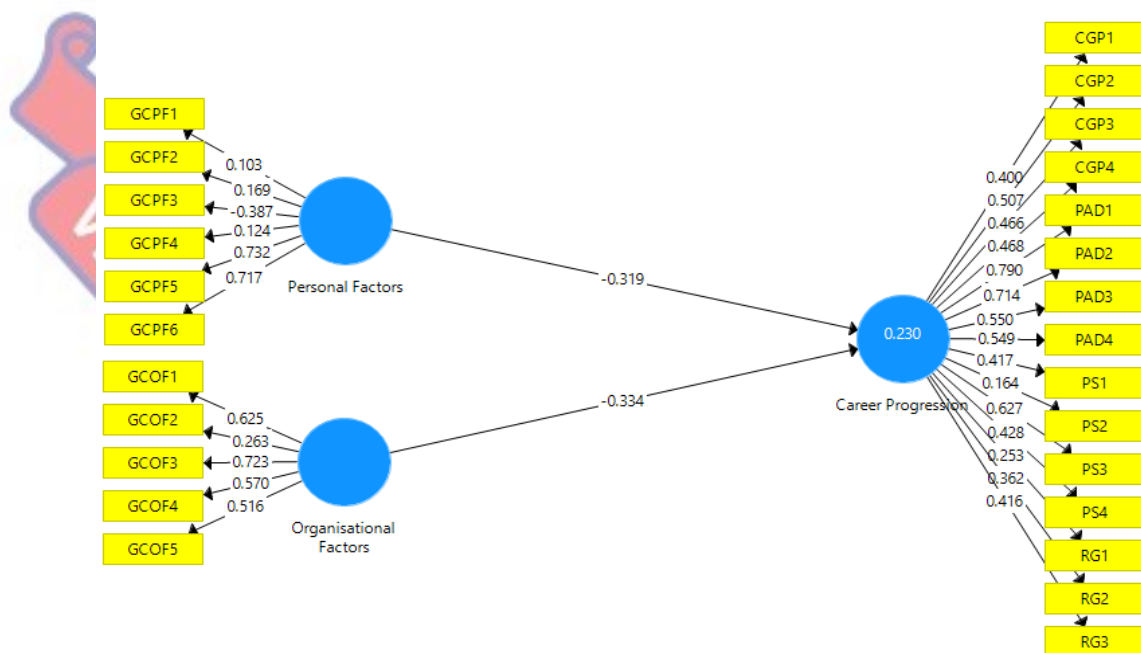 GCPF1
GCPF2
GCPF3
GCPF4
GCPF5
GCPF6
0.103
0.169
-0.387
0.124
0.732
0.717
Personal Factors
GCOF1
GCOF2
GCOF3
GCOF4
GCOF5
0.625
0.263
0.723
0.570
0.516
Organisational
Factors
-0.319
-0.334
0.230
Career Progression
0.400
0.507
0.466
0.468
0.790
0.714
0.550
0.549
0.417
0.164
0.627
0.428
0.253
0.362
0.416
CGP1
CGP2
CGP3
CGP4
PAD1
PAD2
PAD3
PAD4
PS1
PS2
PS3
PS4
RG1
RG2
RG3